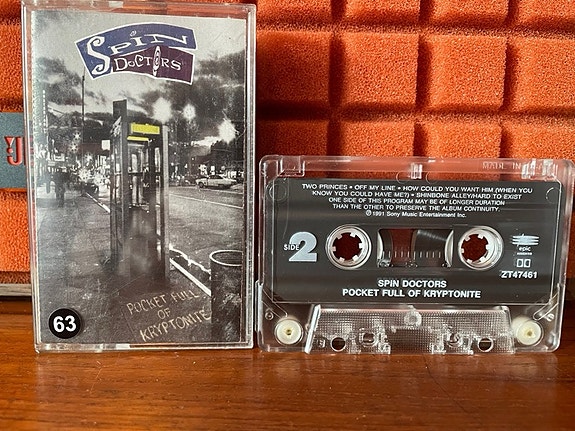 SPIN
DOCTORS
POCKET FULL
OF
KRYPTONITE
63
MADE IN
TWO PRINCES • OFF MY LINE • HOW COULD YOU WANT HIM (WHEN YOU
KNOW YOU COULD HAVE ME?) • SHINBONE ALLEY/HARD TO EXIST
ONE SIDE OF THIS PROGRAM MAY BE OF LONGER DURATION
THAN THE OTHER TO PRESERVE THE ALBUM CONTINUITY.
℗ 1991 Sony Music Entertainment Inc.
SIDE 2
epic
ZT47461
SPIN DOCTORS
POCKET FULL OF KRYPTONITE